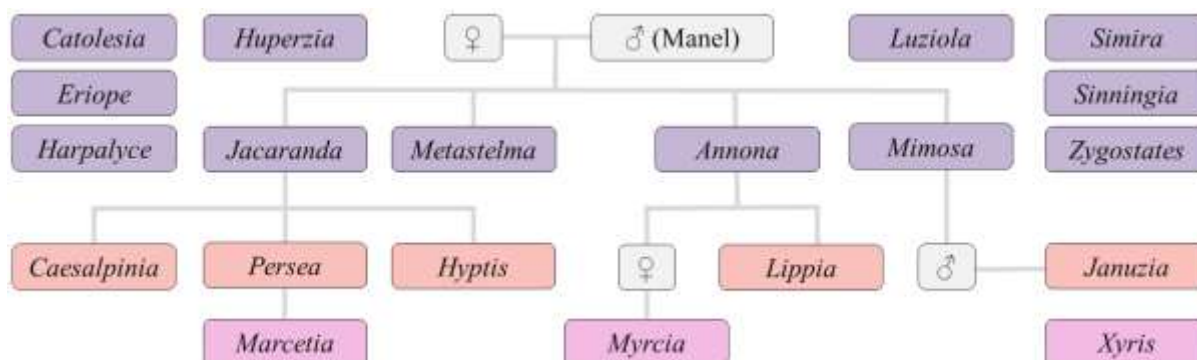 Catolesia Huperzia ♀ ♂ (Manel) Luziola Simira
Eriope Sinningia
Harpalyce Jacaranda Metastelma Annona Mimosa Zygostates
Caesalpinia Persea Hyptis ♀ Lippia ♂ Januzia
Marcetia Myrcia Xyris